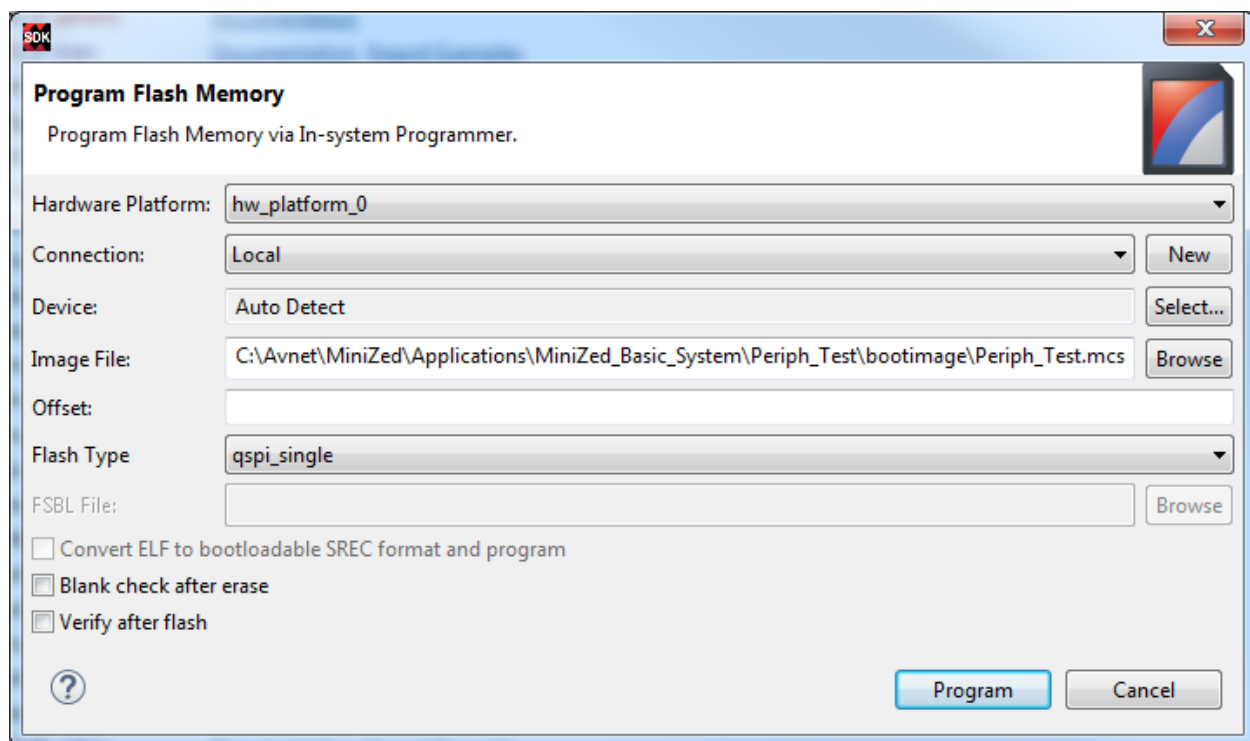 SDK
X
Program Flash Memory
Program Flash Memory via In-system Programmer.
Hardware Platform: hw_platform_0
Connection: Local New
Device: Auto Detect Select...
Image File: C:\Avnet\MiniZed\Applications\MiniZed_Basic_System\Periph_Test\bootimage\Periph_Test.mcs Browse
Offset:
Flash Type qspi_single
FSBL File: Browse
Convert ELF to bootloadable SREC format and program
Blank check after erase
Verify after flash
? Program Cancel